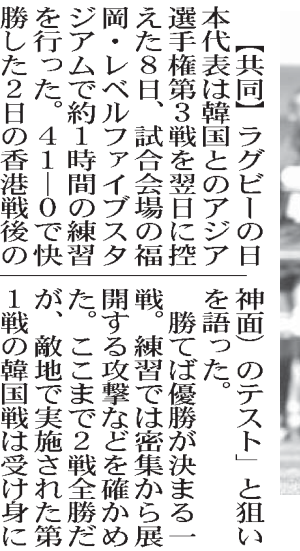 【共同】ラグビーの日
本代表は韓国とのアジア
選手権第３戦を翌日に控
えた８日、試合会場の福
岡・レベルファイブスタ
ジアムで約１時間の練習
を行った。４１―０で快
勝した２日の香港戦後の
神面）のテスト」と狙い
を語った。
勝てば優勝が決まる一
戦。練習では密集から展
開する攻撃などを確かめ
た。ここまで２戦全勝だ
が、敵地で実施された第
１戦の韓国戦は受け身に